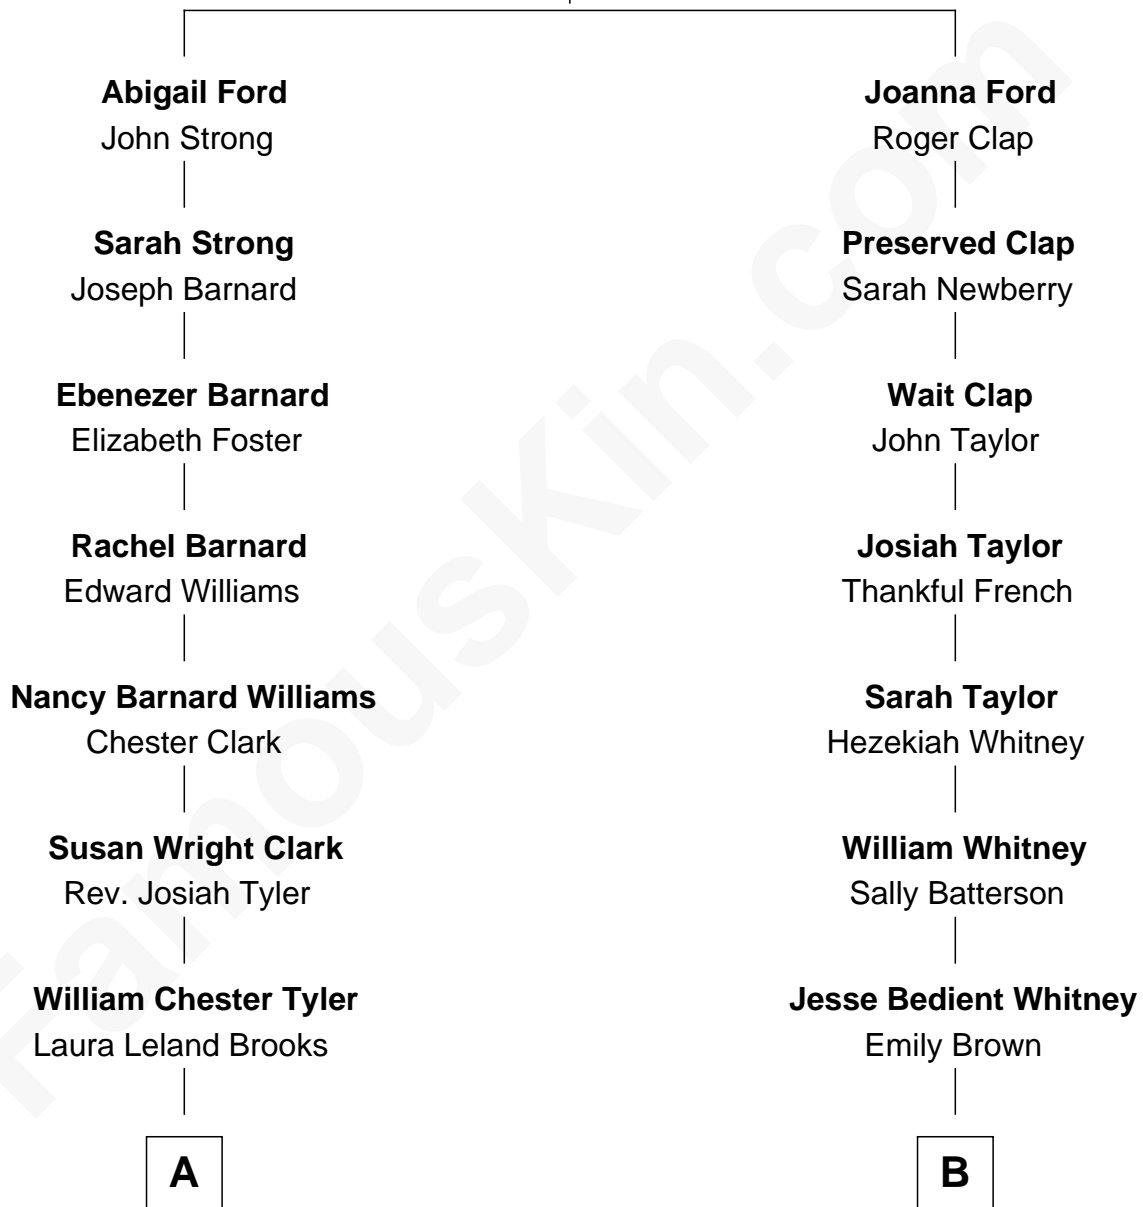 Abigail Ford
John Strong
Joanna Ford
Roger Clap
Sarah Strong
Joseph Barnard
Preserved Clap
Sarah Newberry
Ebenezer Barnard
Elizabeth Foster
Wait Clap
John Taylor
Rachel Barnard
Edward Williams
Josiah Taylor
Thankful French
Nancy Barnard Williams
Chester Clark
Sarah Taylor
Hezekiah Whitney
Susan Wright Clark
Rev. Josiah Tyler
William Whitney
Sally Batterson
William Chester Tyler
Laura Leland Brooks
Jesse Bedient Whitney
Emily Brown
A
B
FamousKin.com